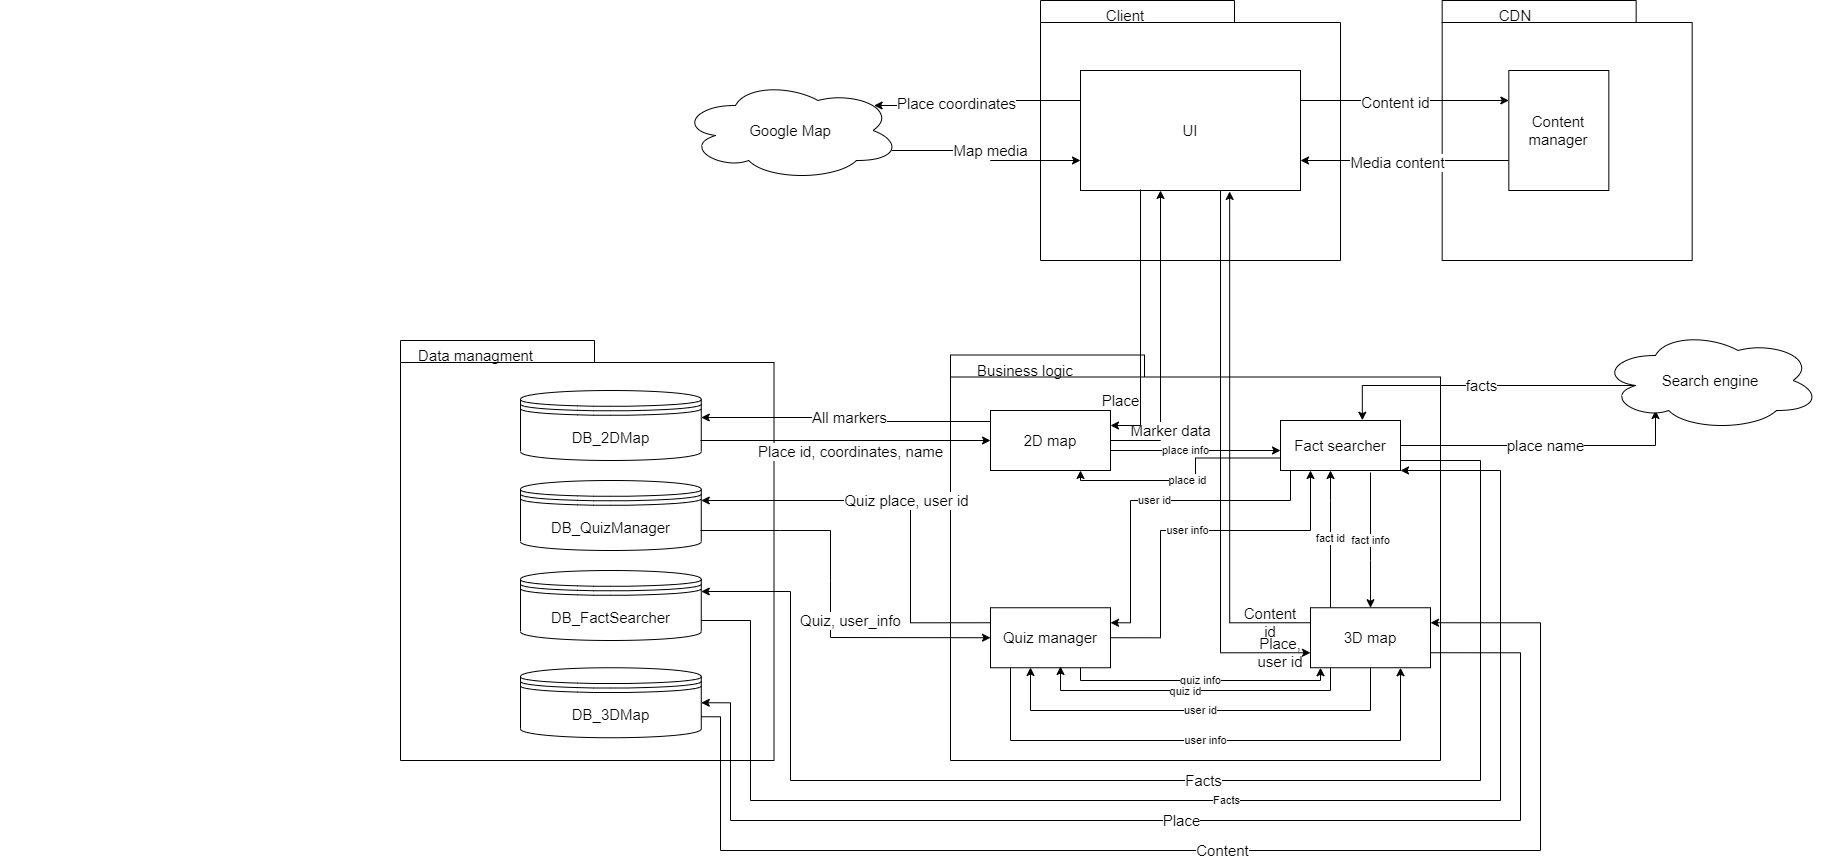 Client
CDN
Google Map
Place coordinates
Map media
UI
Content id
Media content
Content
manager
Data managment
DB_2DMap
DB_QuizManager
DB_FactSearcher
DB_3DMap
All markers
Place id, coordinates, name
Quiz place, user id
Quiz, user_info
Business logic
Place
2D map
Marker data
place info
place id
Fact searcher
facts
Search engine
place name
user id
user info
fact id
fact info
Quiz manager
Content
id
Place,
user id
3D map
quiz info
quiz id
user id
user info
Facts
Facts
Place
Content